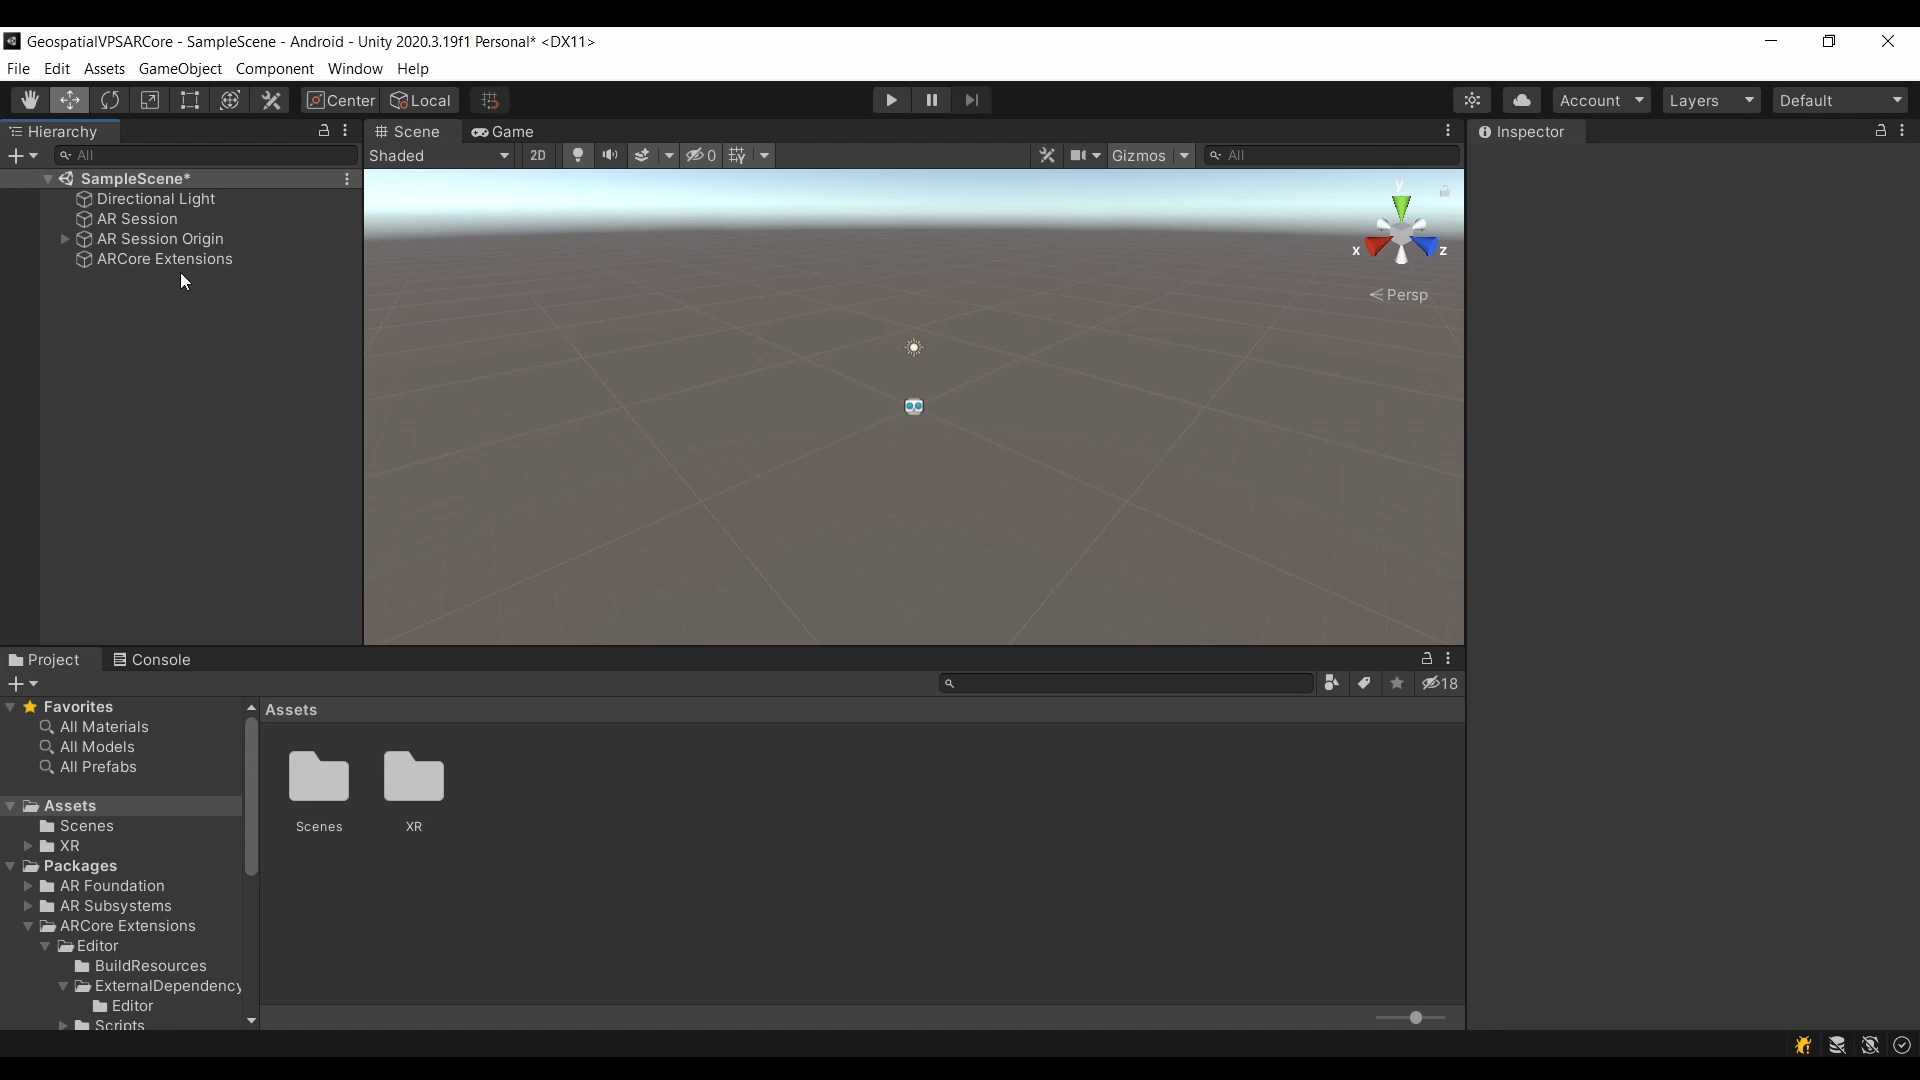 GeospatialVPSARCore - SampleScene - Android - Unity 2020.3.19f1 Personal* <DX11>
File Edit Assets GameObject Component Window Help
Center Local Account Layers Default
Hierarchy Scene Game Inspector
All Shaded 2D 0 Gizmos All
SampleScene*
Directional Light
AR Session
AR Session Origin
ARCore Extensions
y
x z
Persp
Project Console
18
Favorites Assets
All Materials
All Models
All Prefabs
Assets
Scenes
XR
Scenes XR
Packages
AR Foundation
AR Subsystems
ARCore Extensions
Editor
BuildResources
ExternalDependency
Editor
Scripts